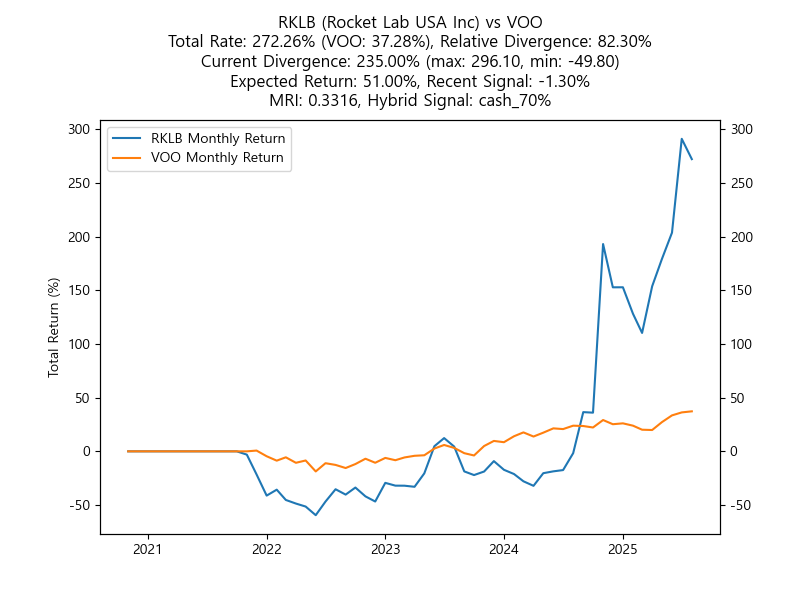 RKLB (Rocket Lab USA Inc) vs VOO
Total Rate: 272.26% (VOO: 37.28%), Relative Divergence: 82.30%
Current Divergence: 235.00% (max: 296.10, min: -49.80)
Expected Return: 51.00%, Recent Signal: -1.30%
MRI: 0.3316, Hybrid Signal: cash_70%
RKLB Monthly Return
VOO Monthly Return
Total Return (%)
300
250
200
150
100
50
0
-50
300
250
200
150
100
50
0
-50
2021 2022 2023 2024 2025